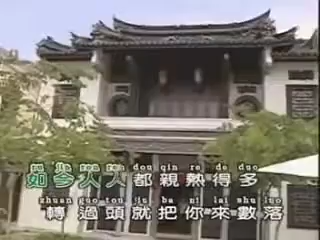 ru jin ren ren dou qin re de duo
如今人人都親熱得多
zhuan guo tou jiu ba ni lai shu luo
轉過頭就把你來數落